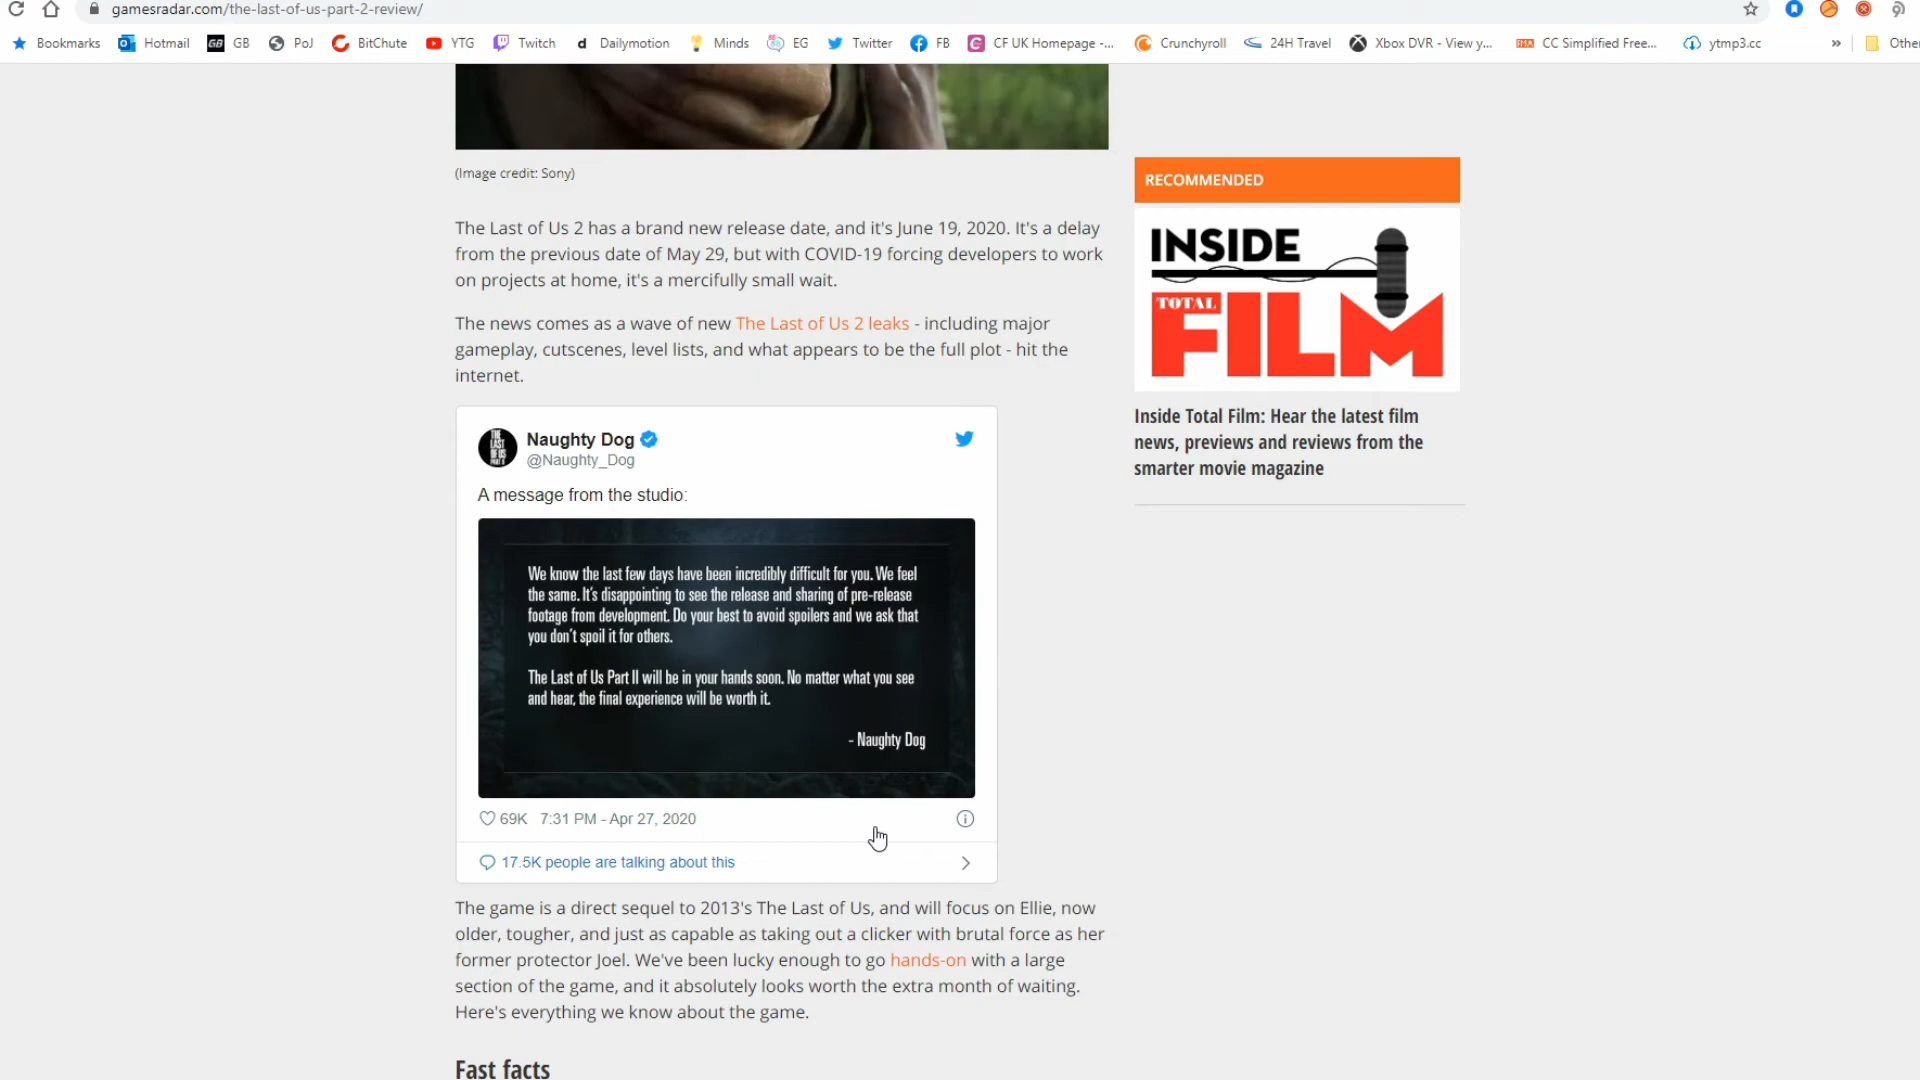 gamesradar.com/the-last-of-us-part-2-review/
Bookmarks Hotmail GB GB PoJ BitChute YTG Twitch d Dailymotion Minds EG Twitter FB CF UK Homepage -... Crunchyroll 24H Travel Xbox DVR - View y... CC Simplified Free... ytmp3.cc » Other
(Image credit: Sony)
The Last of Us 2 has a brand new release date, and it's June 19, 2020. It's a delay
from the previous date of May 29, but with COVID-19 forcing developers to work
on projects at home, it's a mercifully small wait.
The news comes as a wave of new The Last of Us 2 leaks - including major
gameplay, cutscenes, level lists, and what appears to be the full plot - hit the
internet.
Naughty Dog
@Naughty_Dog
A message from the studio:
We know the last few days have been incredibly difficult for you. We feel
the same. It's disappointing to see the release and sharing of pre-release
footage from development. Do your best to avoid spoilers and we ask that
you don't spoil it for others.
The Last of Us Part II will be in your hands soon. No matter what you see
and hear, the final experience will be worth it.
- Naughty Dog
69K 7:31 PM - Apr 27, 2020
17.5K people are talking about this
The game is a direct sequel to 2013's The Last of Us, and will focus on Ellie, now
older, tougher, and just as capable as taking out a clicker with brutal force as her
former protector Joel. We've been lucky enough to go hands-on with a large
section of the game, and it absolutely looks worth the extra month of waiting.
Here's everything we know about the game.
Fast facts
RECOMMENDED
INSIDE
TOTAL
FILM
Inside Total Film: Hear the latest film
news, previews and reviews from the
smarter movie magazine